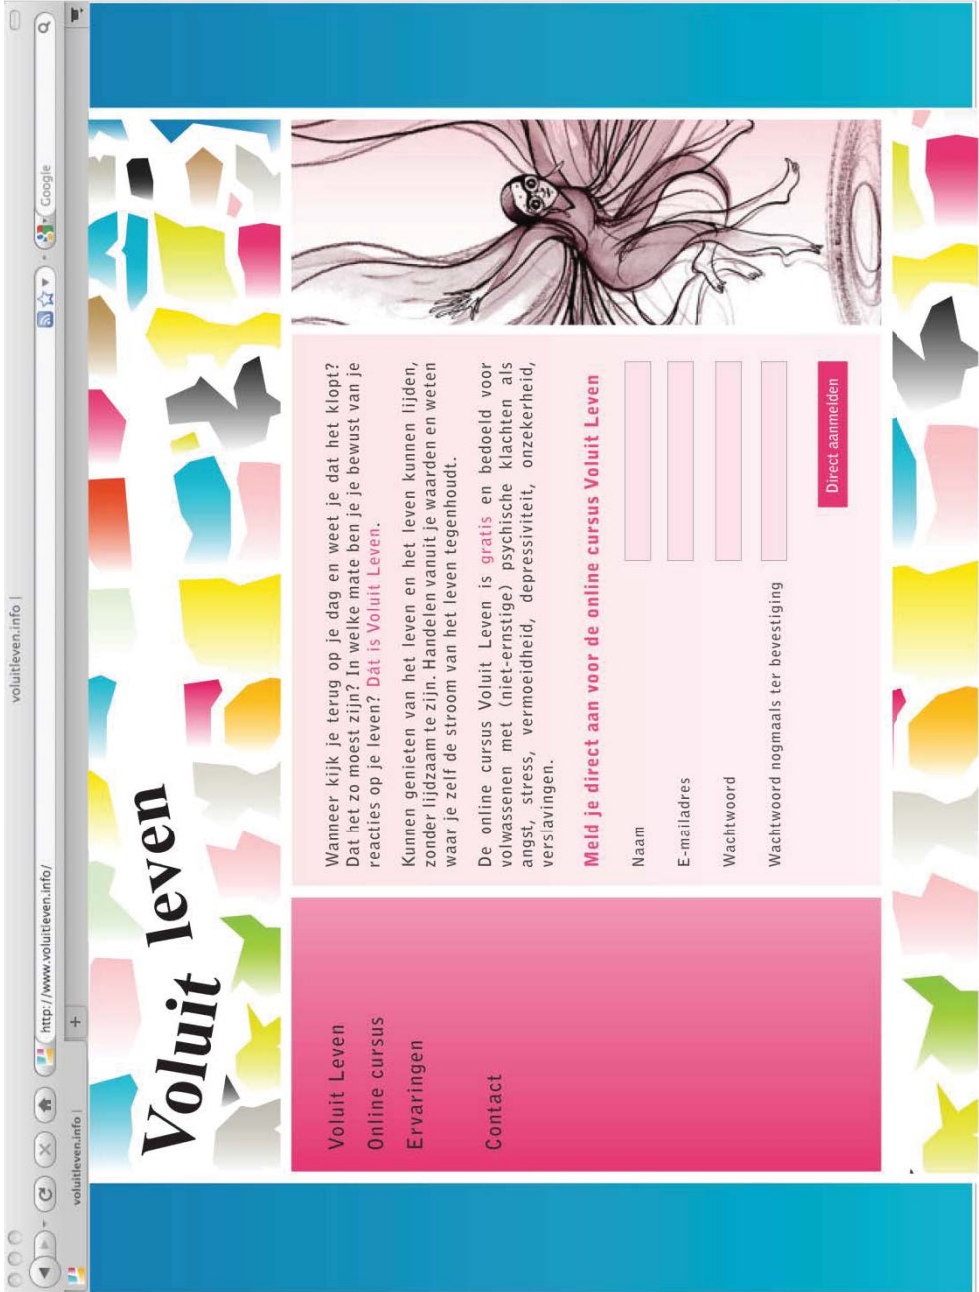 voluitleven.info
http://www.voluitleven.info/
Google
voluitleven.info
+
Voluit leven
Voluit Leven
Online cursus
Ervaringen
Contact
Wanneer kijk je terug op je dag en weet je dat het klopt?
Dat het zo moest zijn? In welke mate ben je je bewust van je
reacties op je leven? Dát is Voluit Leven.
Kunnen genieten van het leven en het leven kunnen lijden,
zonder lijdzaam te zijn. Handelen vanuit je waarden en weten
waar je zelf de stroom van het leven tegenhoudt.
De online cursus Voluit Leven is gratis en bedoeld voor
volwassenen met (niet-ernstige) psychische klachten als
angst, stress, vermoeidheid, depressiviteit, onzekerheid,
verslavingen.
Meld je direct aan voor de online cursus Voluit Leven
Naam
E-mailadres
Wachtwoord
Wachtwoord nogmaals ter bevestiging
Direct aanmelden